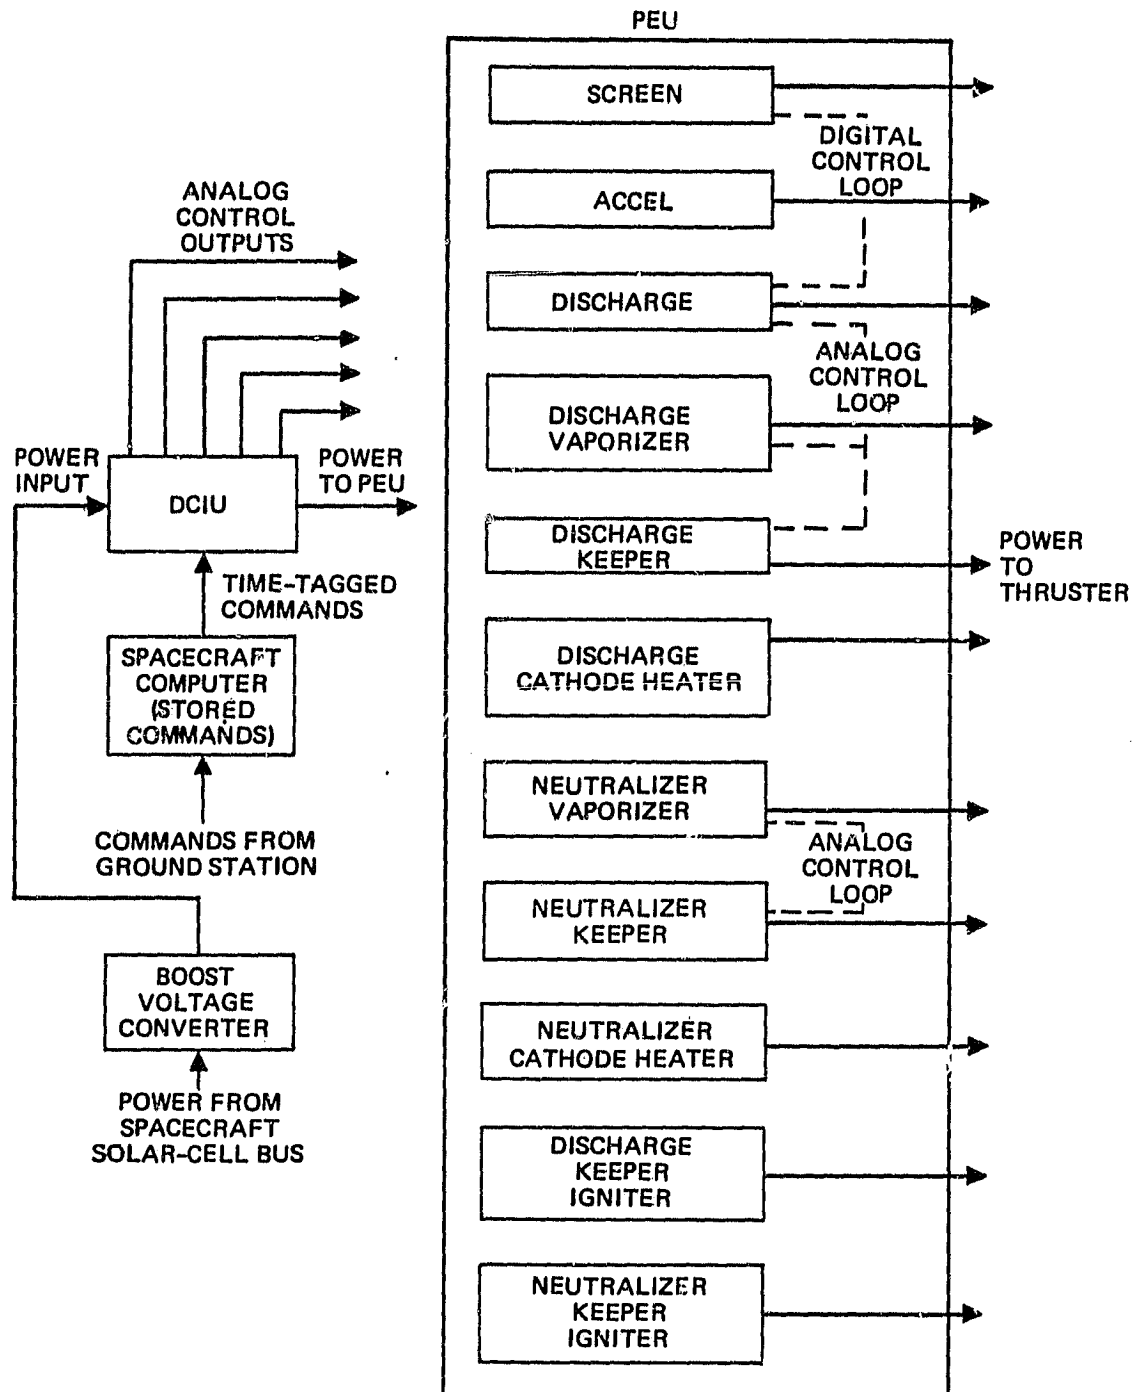 PEU
SCREEN
DIGITAL
CONTROL
LOOP
ACCEL
DISCHARGE
ANALOG
CONTROL
LOOP
DISCHARGE
VAPORIZER
DISCHARGE
KEEPER
POWER
TO
THRUSTER
DISCHARGE
CATHODE HEATER
NEUTRALIZER
VAPORIZER
ANALOG
CONTROL
LOOP
NEUTRALIZER
KEEPER
NEUTRALIZER
CATHODE HEATER
DISCHARGE
KEEPER
IGNITER
NEUTRALIZER
KEEPER
IGNITER
ANALOG
CONTROL
OUTPUTS
POWER
INPUT
DCIU
POWER
TO PEU
TIME-TAGGED
COMMANDS
SPACECRAFT
COMPUTER
(STORED
COMMANDS)
COMMANDS FROM
GROUND STATION
BOOST
VOLTAGE
CONVERTER
POWER FROM
SPACECRAFT
SOLAR-CELL BUS